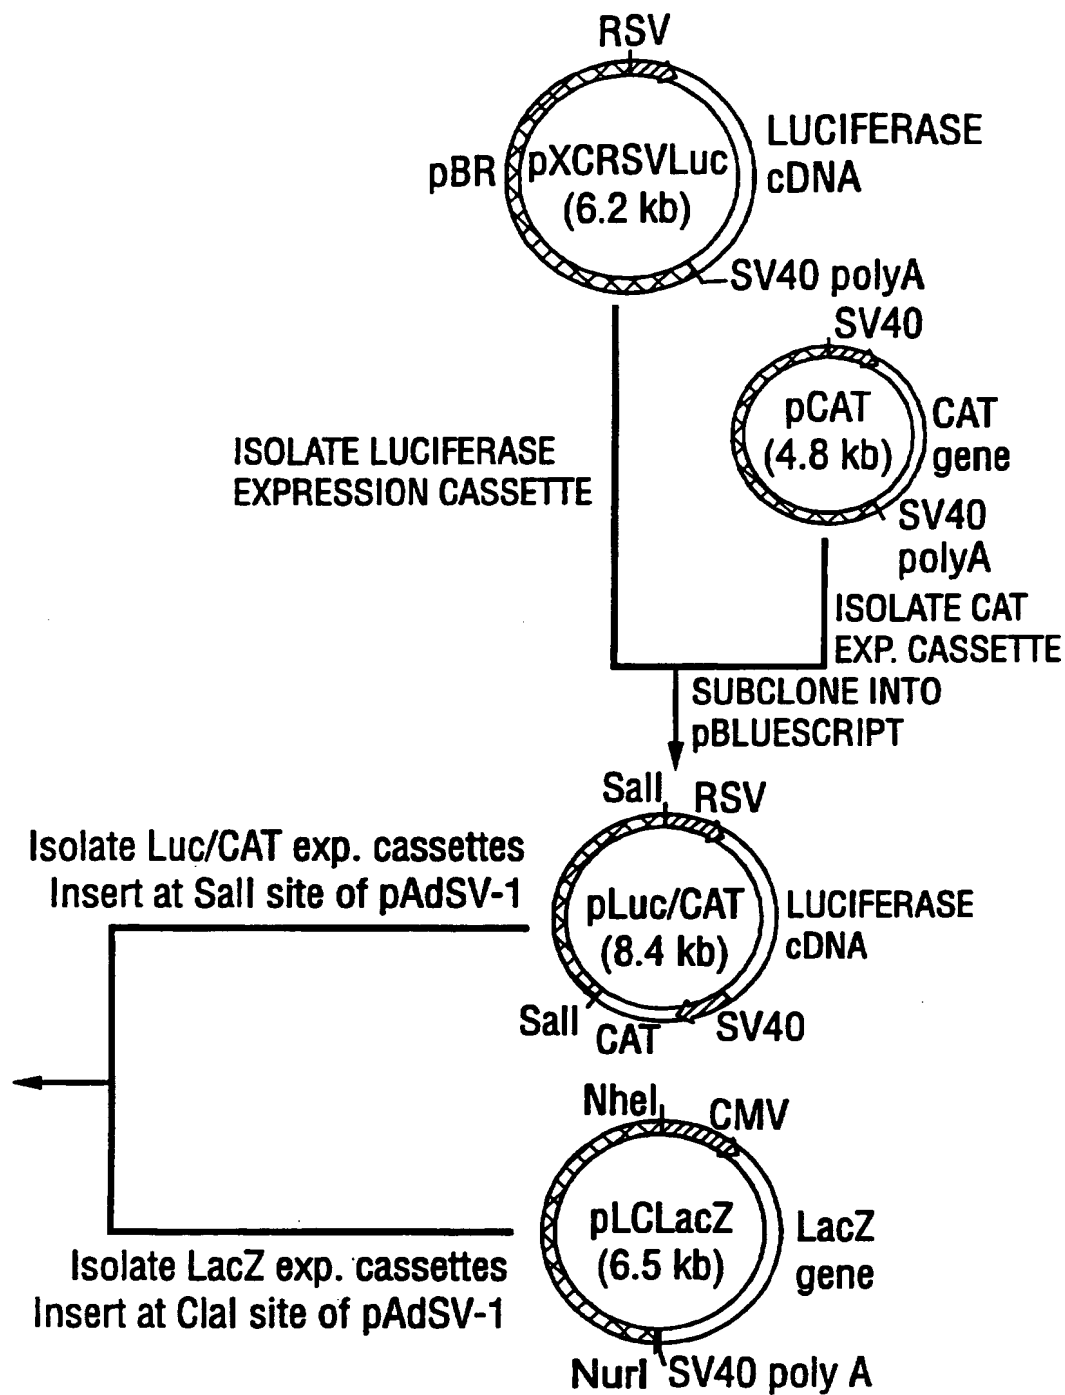 RSV
pBR
pXCRSVLuc
(6.2 kb)
LUCIFERASE
cDNA
SV40 polyA
SV40
pCAT
(4.8 kb)
CAT
gene
SV40
polyA
ISOLATE LUCIFERASE
EXPRESSION CASSETTE
ISOLATE CAT
EXP. CASSETTE
SUBCLONE INTO
pBLUESCRIPT
SalI
RSV
Isolate Luc/CAT exp. cassettes
Insert at SalI site of pAdSV-1
pLuc/CAT
(8.4 kb)
LUCIFERASE
cDNA
SalI
CAT
SV40
NheI
CMV
pLCLacZ
(6.5 kb)
LacZ
gene
Isolate LacZ exp. cassettes
Insert at ClaI site of pAdSV-1
NurI
SV40 poly A